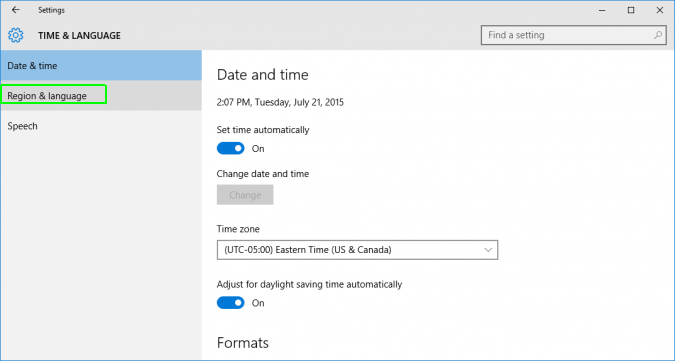 Settings
TIME & LANGUAGE
Find a setting
Date & time
Region & language
Speech
Date and time
2:07 PM, Tuesday, July 21, 2015
Set time automatically
On
Change date and time
Change
Time zone
(UTC-05:00) Eastern Time (US & Canada)
Adjust for daylight saving time automatically
On
Formats